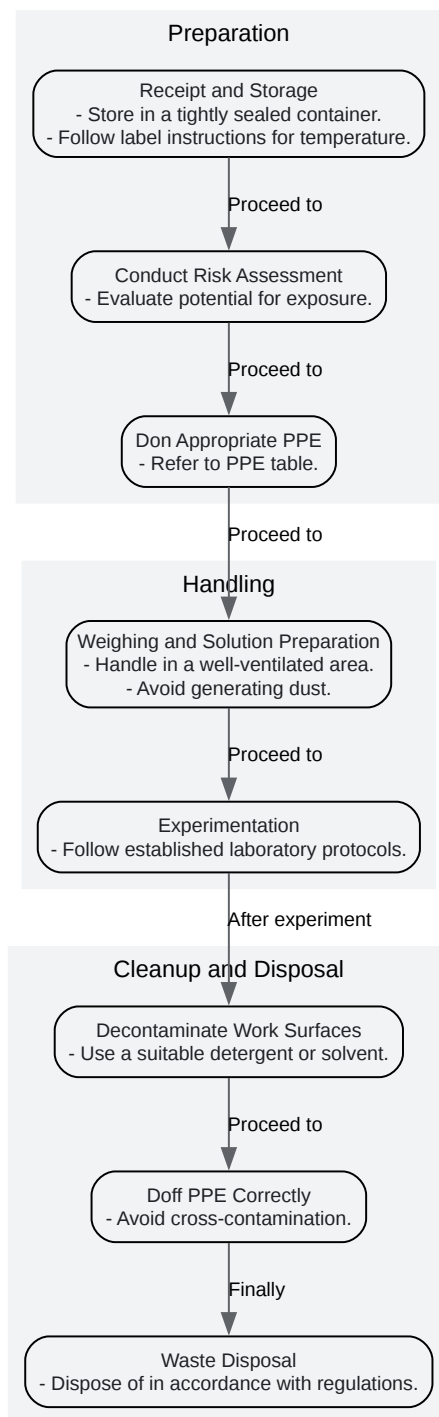 Preparation
Receipt and Storage
- Store in a tightly sealed container.
- Follow label instructions for temperature.
Proceed to
Conduct Risk Assessment
- Evaluate potential for exposure.
Proceed to
Don Appropriate PPE
- Refer to PPE table.
Proceed to
Handling
Weighing and Solution Preparation
- Handle in a well-ventilated area.
- Avoid generating dust.
Proceed to
Experimentation
- Follow established laboratory protocols.
After experiment
Cleanup and Disposal
Decontaminate Work Surfaces
- Use a suitable detergent or solvent.
Proceed to
Doff PPE Correctly
- Avoid cross-contamination.
Finally
Waste Disposal
- Dispose of in accordance with regulations.